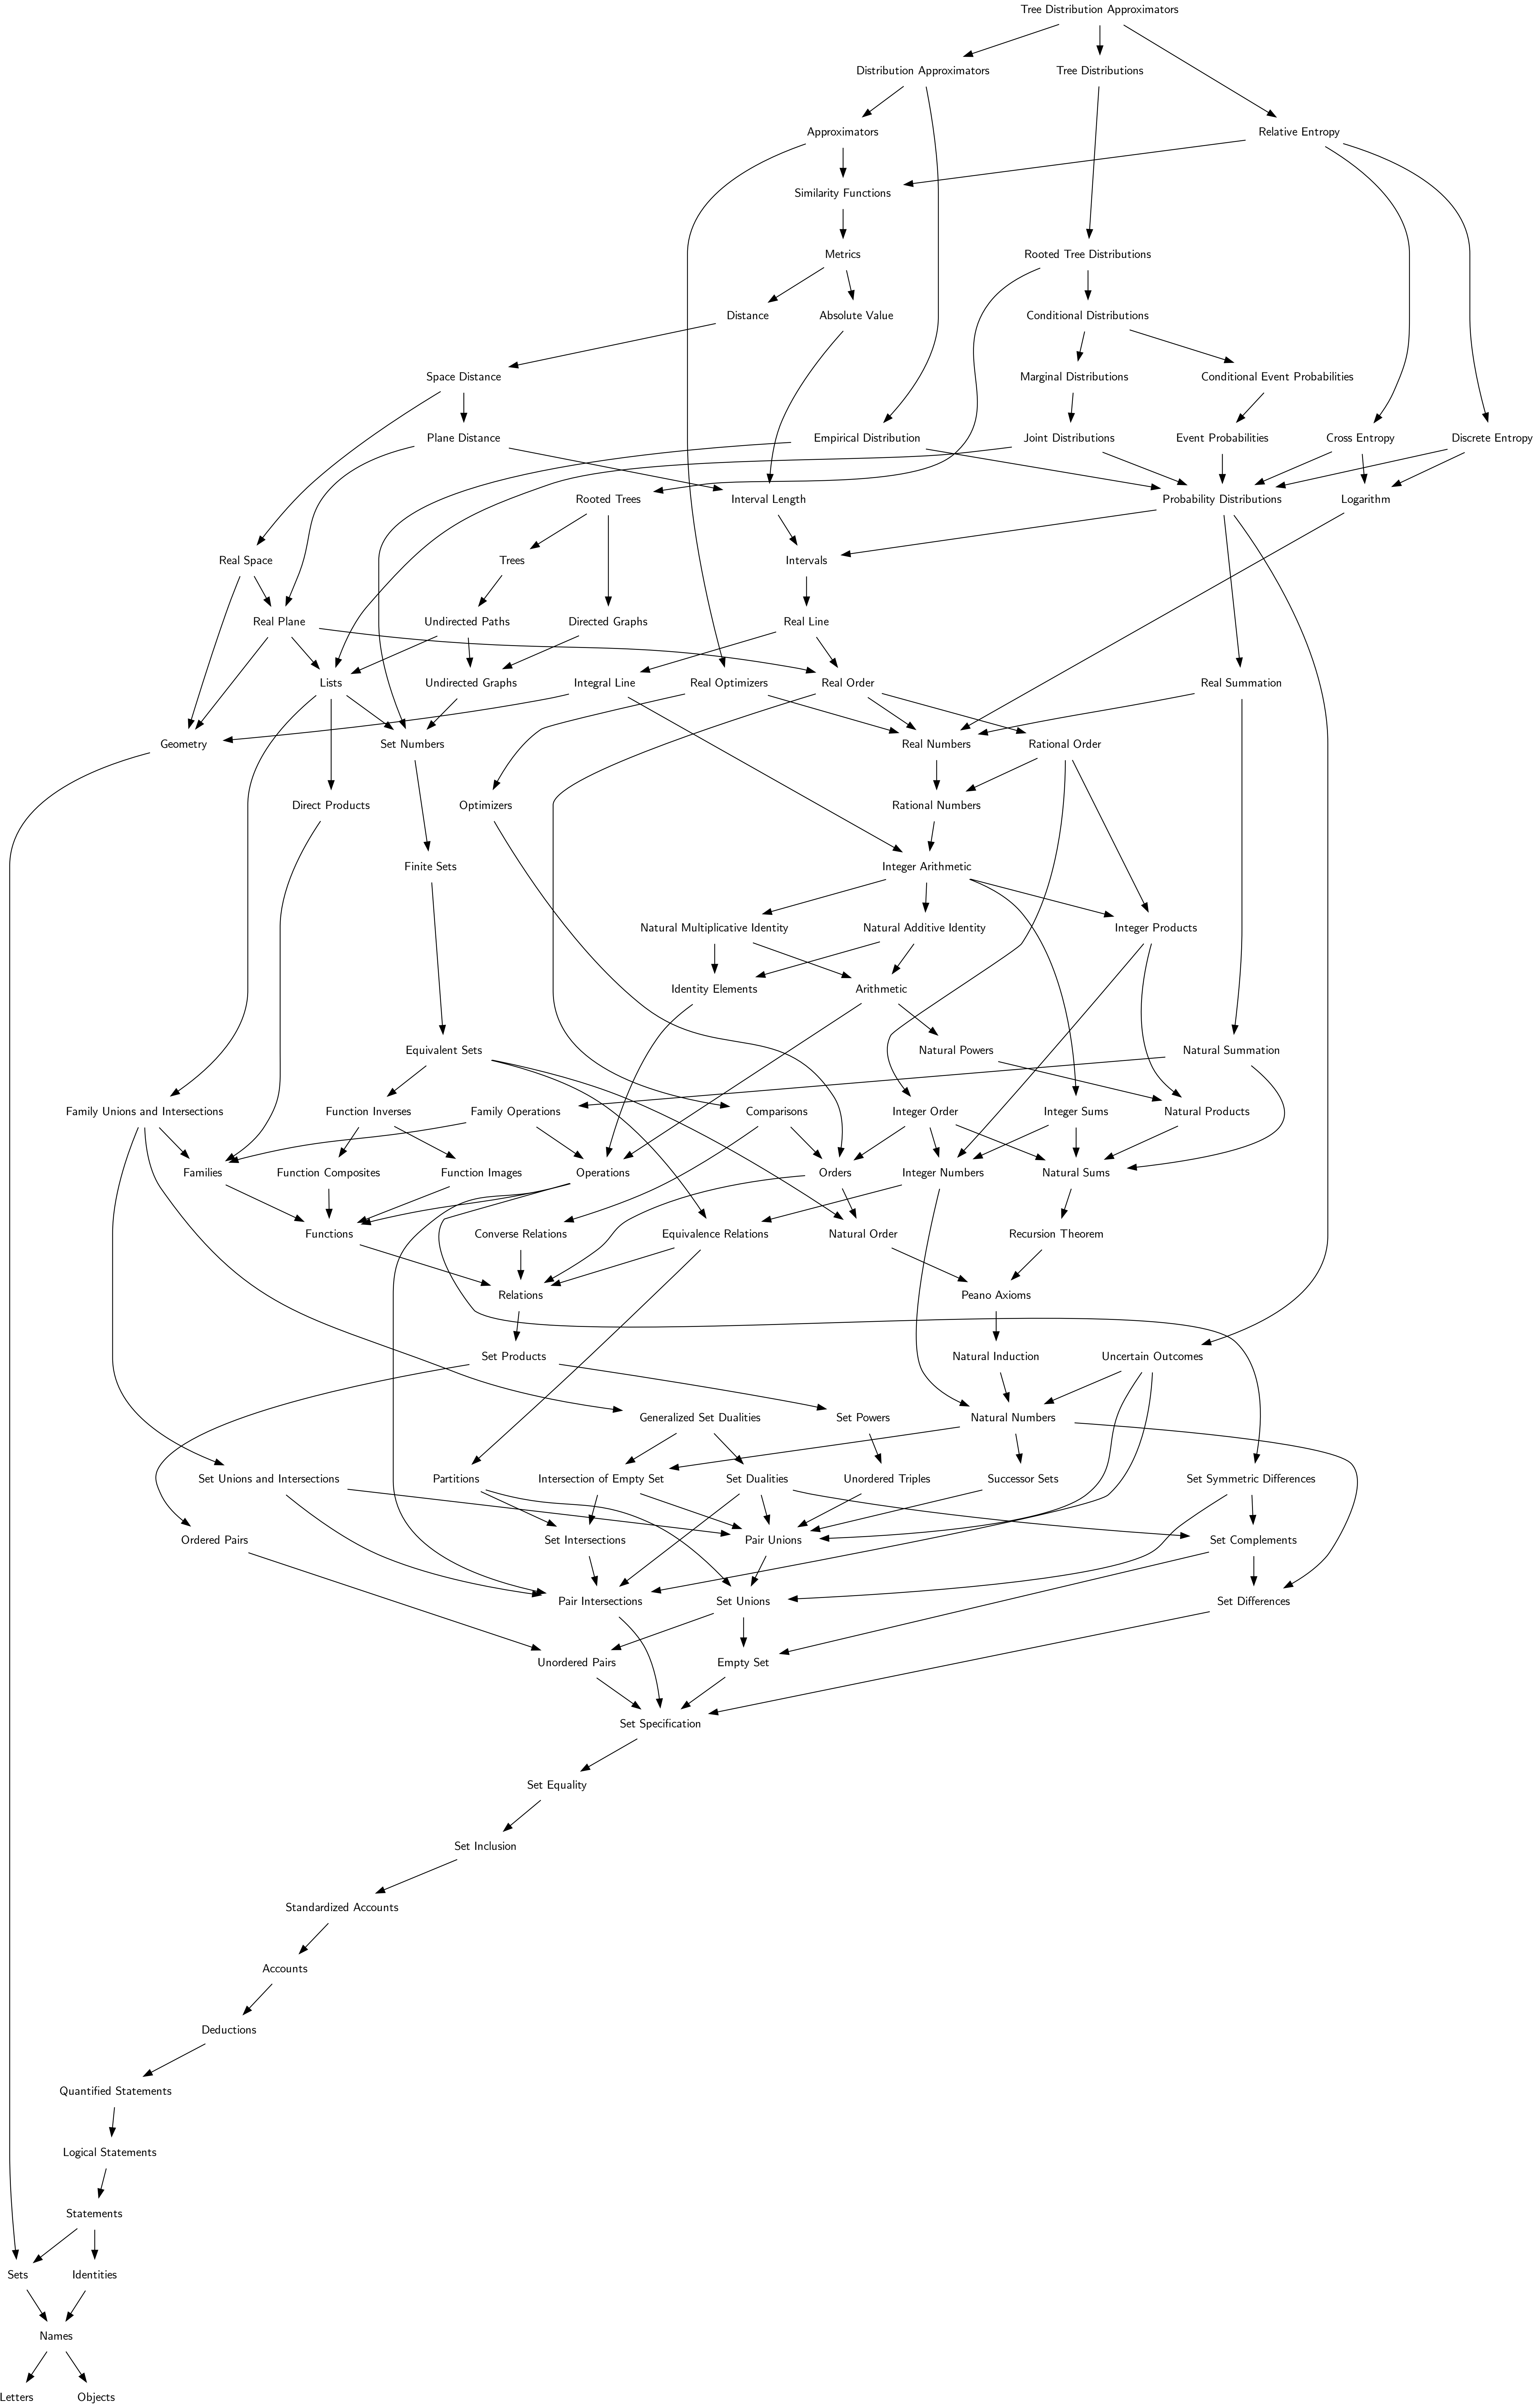 Tree Distribution Approximators
Distribution Approximators
Tree Distributions
Approximators
Relative Entropy
Similarity Functions
Metrics
Rooted Tree Distributions
Distance
Absolute Value
Conditional Distributions
Space Distance
Marginal Distributions
Conditional Event Probabilities
Plane Distance
Empirical Distribution
Joint Distributions
Event Probabilities
Cross Entropy
Discrete Entropy
Rooted Trees
Interval Length
Probability Distributions
Logarithm
Real Space
Trees
Intervals
Real Plane
Undirected Paths
Directed Graphs
Real Line
Lists
Undirected Graphs
Integral Line
Real Optimizers
Real Order
Real Summation
Geometry
Set Numbers
Real Numbers
Rational Order
Direct Products
Optimizers
Rational Numbers
Finite Sets
Integer Arithmetic
Natural Multiplicative Identity
Natural Additive Identity
Integer Products
Identity Elements
Arithmetic
Equivalent Sets
Natural Powers
Natural Summation
Family Unions and Intersections
Function Inverses
Family Operations
Comparisons
Integer Order
Integer Sums
Natural Products
Families
Function Composites
Function Images
Operations
Orders
Integer Numbers
Natural Sums
Functions
Converse Relations
Equivalence Relations
Natural Order
Recursion Theorem
Relations
Peano Axioms
Set Products
Natural Induction
Uncertain Outcomes
Generalized Set Dualities
Set Powers
Natural Numbers
Set Unions and Intersections
Partitions
Intersection of Empty Set
Set Dualities
Unordered Triples
Successor Sets
Set Symmetric Differences
Ordered Pairs
Set Intersections
Pair Unions
Set Complements
Pair Intersections
Set Unions
Set Differences
Unordered Pairs
Empty Set
Set Specification
Set Equality
Set Inclusion
Standardized Accounts
Accounts
Deductions
Quantified Statements
Logical Statements
Statements
Sets
Identities
Names
Letters
Objects